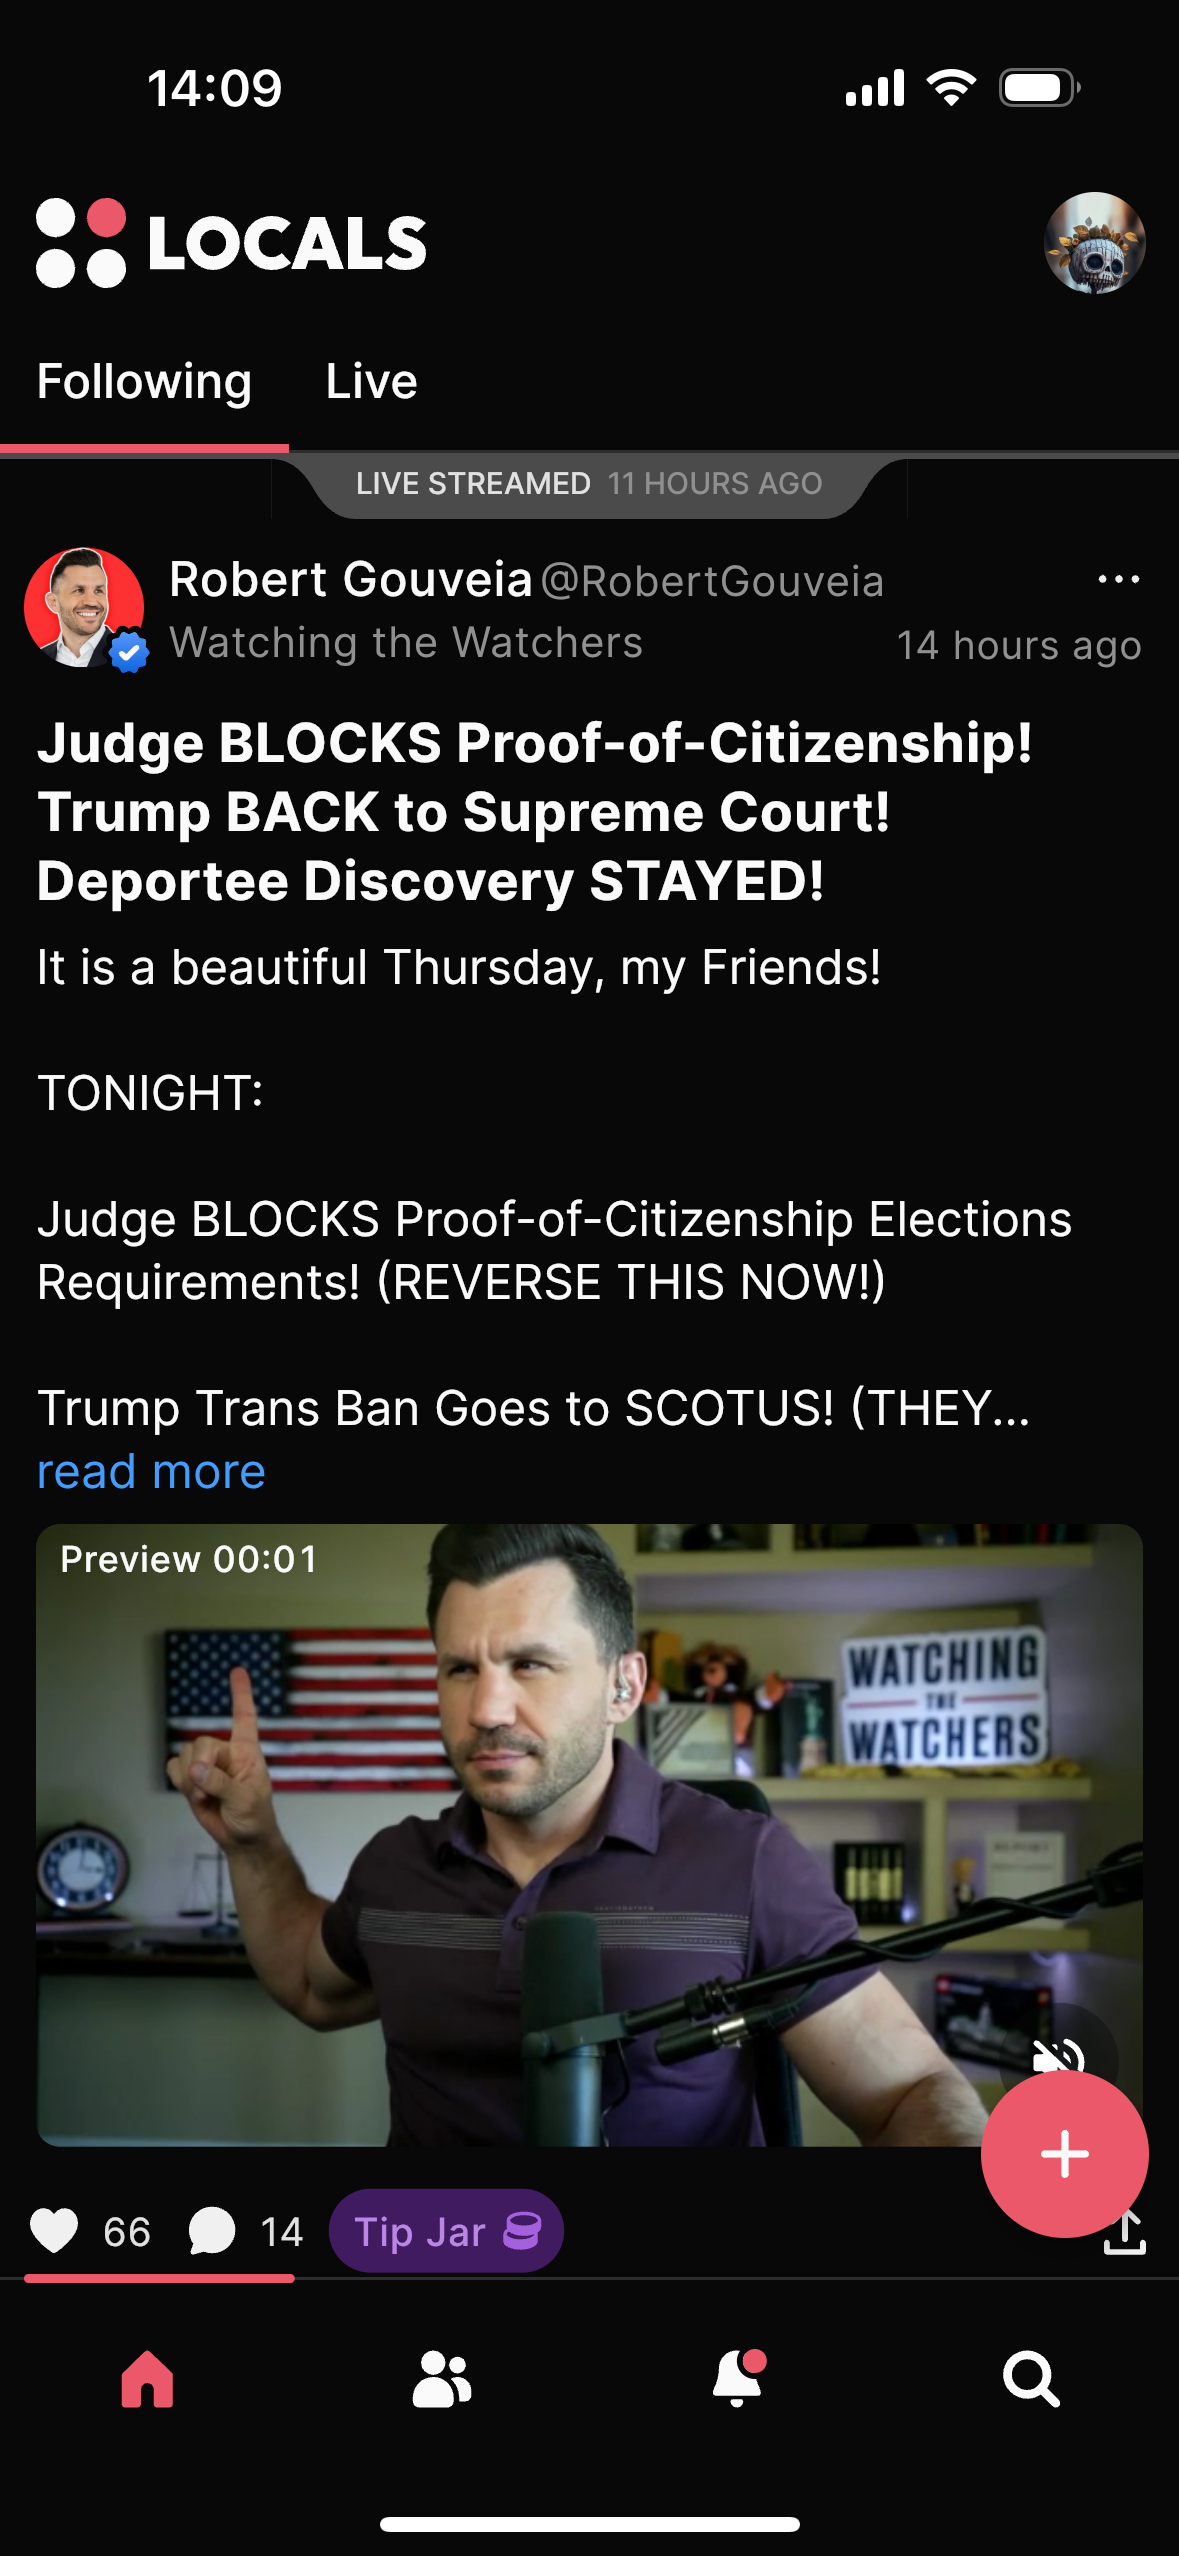 14:09
LOCALS
Following Live
LIVE STREAMED 11 HOURS AGO
Robert Gouveia @RobertGouveia
Watching the Watchers 14 hours ago
Judge BLOCKS Proof-of-Citizenship!
Trump BACK to Supreme Court!
Deportee Discovery STAYED!
It is a beautiful Thursday, my Friends!
TONIGHT:
Judge BLOCKS Proof-of-Citizenship Elections
Requirements! (REVERSE THIS NOW!)
Trump Trans Ban Goes to SCOTUS! (THEY...
read more
Preview 00:01
WATCHING
THE
WATCHERS
66 14 Tip Jar